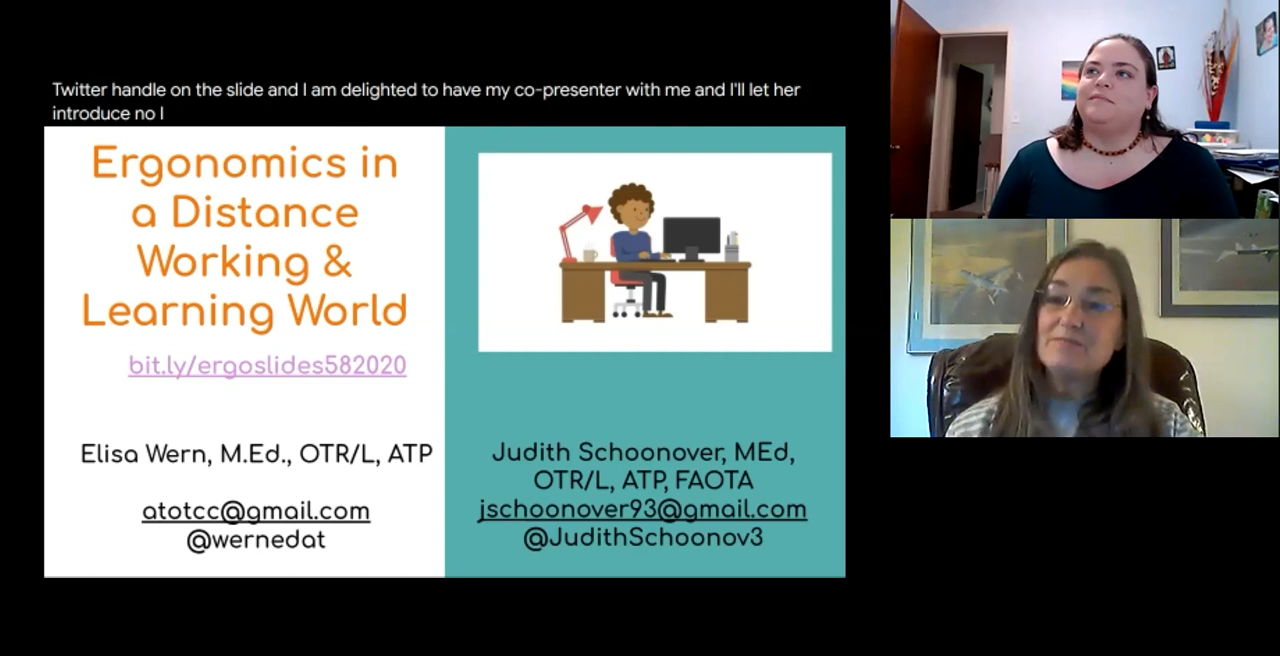 Twitter handle on the slide and I am delighted to have my co-presenter with me and I'll let her
introduce no I
Ergonomics in
a Distance
Working &
Learning World
bit.ly/ergoslides582020
Elisa Wern, M.Ed., OTR/L, ATP
atotcc@gmail.com
@wernedat
Judith Schoonover, MEd,
OTR/L, ATP, FAOTA
jschoonover93@gmail.com
@JudithSchoonov3